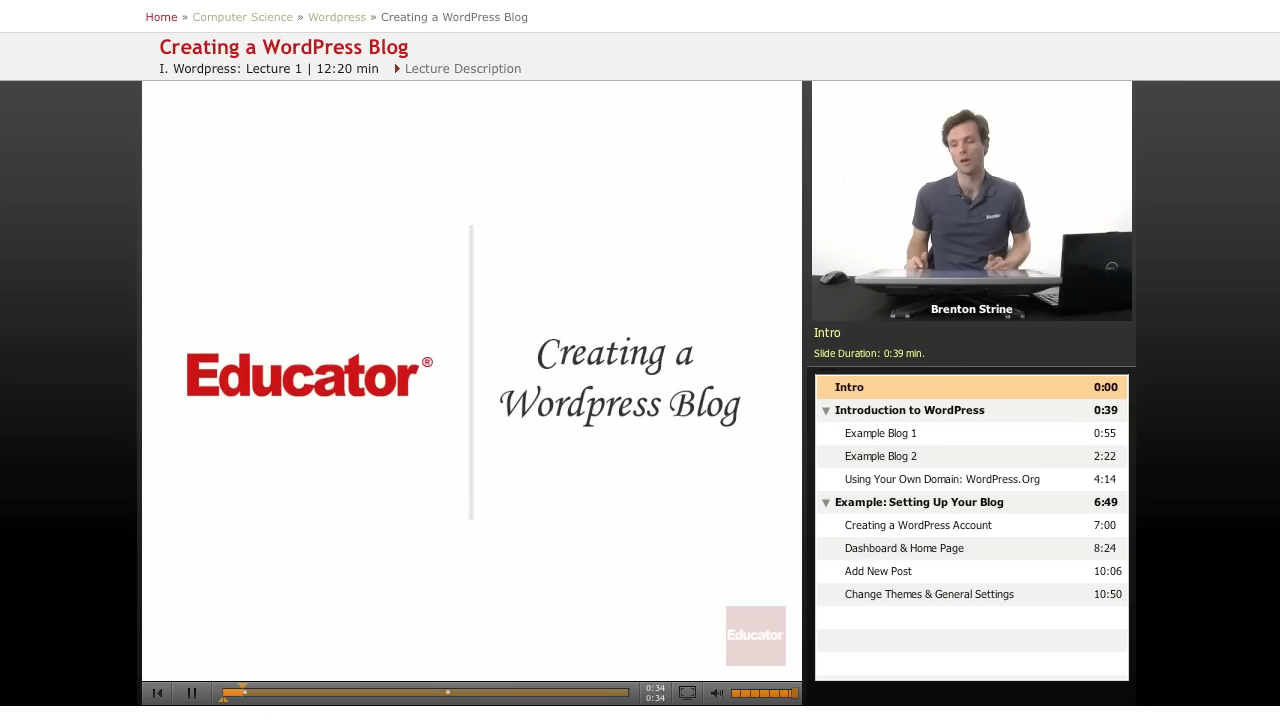 Home » Computer Science » Wordpress » Creating a WordPress Blog
Creating a WordPress Blog
I. Wordpress: Lecture 1 | 12:20 min Lecture Description
Educator®
Creating a
Wordpress Blog
Educator
Educator
Brenton Strine
Intro
Slide Duration: 0:39 min.
Intro 0:00
Introduction to WordPress 0:39
Example Blog 1 0:55
Example Blog 2 2:22
Using Your Own Domain: WordPress.Org 4:14
Example: Setting Up Your Blog 6:49
Creating a WordPress Account 7:00
Dashboard & Home Page 8:24
Add New Post 10:06
Change Themes & General Settings 10:50
0:34
0:34